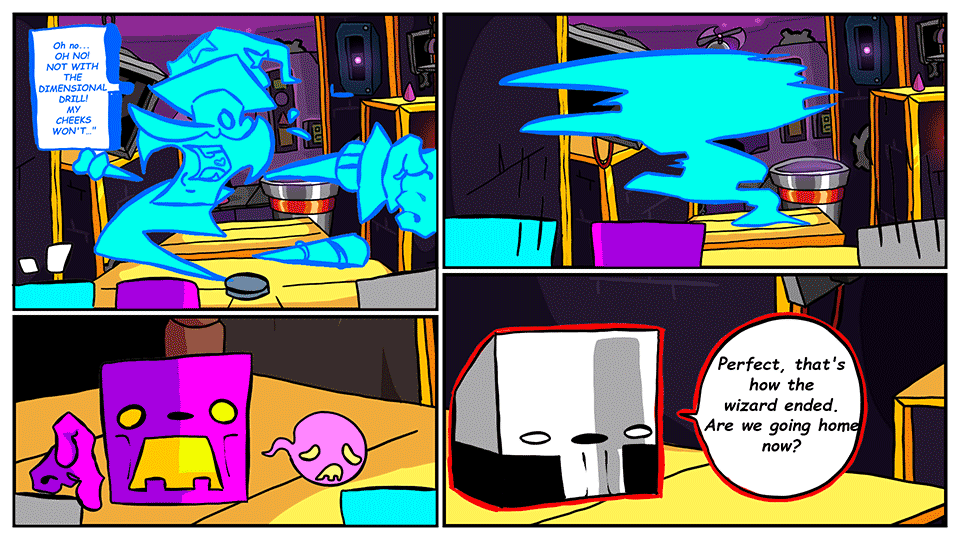 Oh no...
OH NO!
NOT WITH
THE
DIMENSIONAL
DRILL!
MY
CHEEKS
WON'T..."
Perfect, that's
how the
wizard ended.
Are we going home
now?